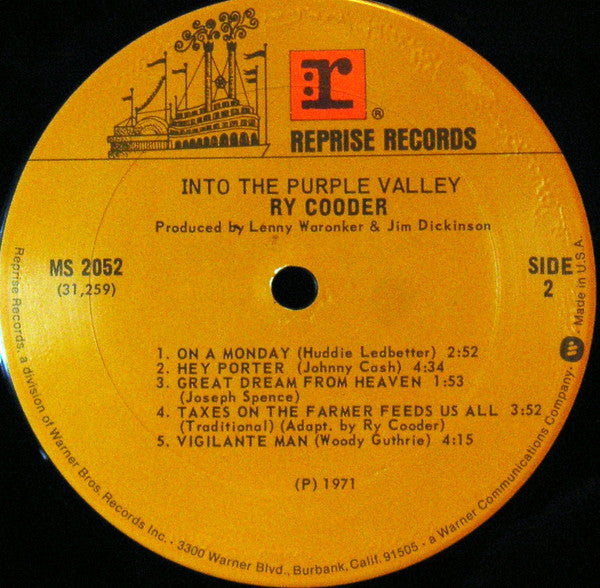 r
®
REPRISE RECORDS
INTO THE PURPLE VALLEY
RY COODER
Produced by Lenny Waronker & Jim Dickinson
MS 2052
(31,259)
SIDE
2
1. ON A MONDAY (Huddie Ledbetter) 2:52
2. HEY PORTER (Johnny Cash) 4:34
3. GREAT DREAM FROM HEAVEN 1:53
(Joseph Spence)
4. TAXES ON THE FARMER FEEDS US ALL 3:52
(Traditional) (Adapt. by Ry Cooder)
5. VIGILANTE MAN (Woody Guthrie) 4:15
(P) 1971
Reprise Records, a division of Warner Bros Records Inc. • 3300 Warner Blvd., Burbank, Calif. 91505 • a Warner Communications Company. • Made in U.S.A.